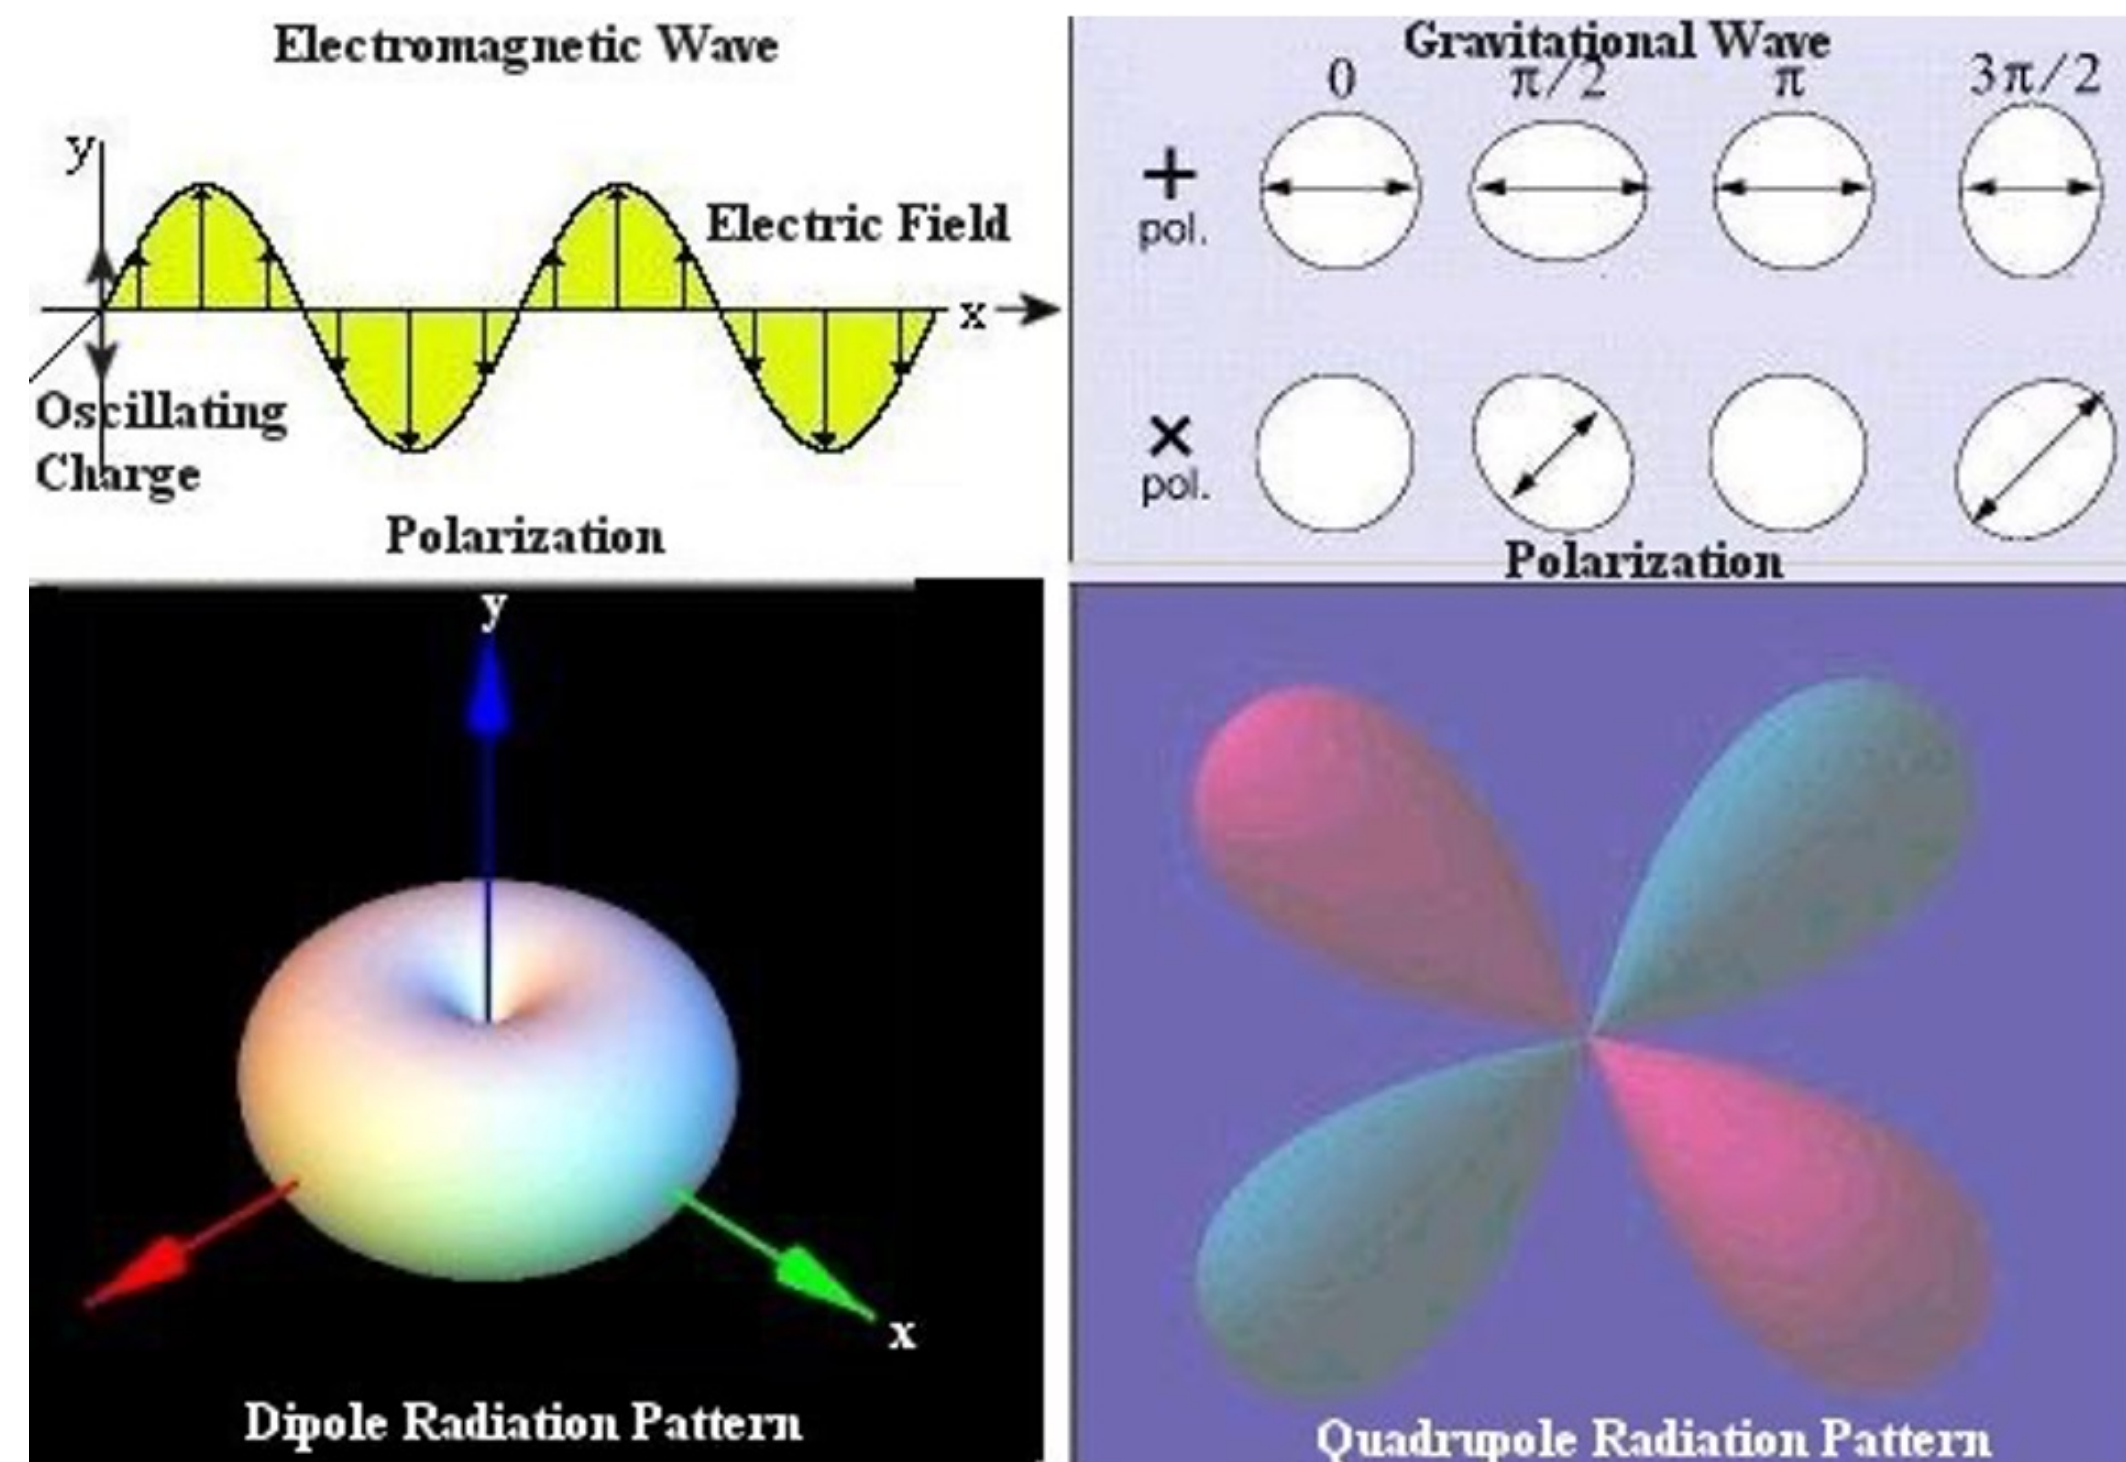 Electromagnetic Wave
y
Electric Field
x
Oscillating
Charge
Polarization
Gravitational Wave
0 π/2 π 3π/2
+
pol.
×
pol.
Polarization
y
x
Dipole Radiation Pattern
Quadrupole Radiation Pattern